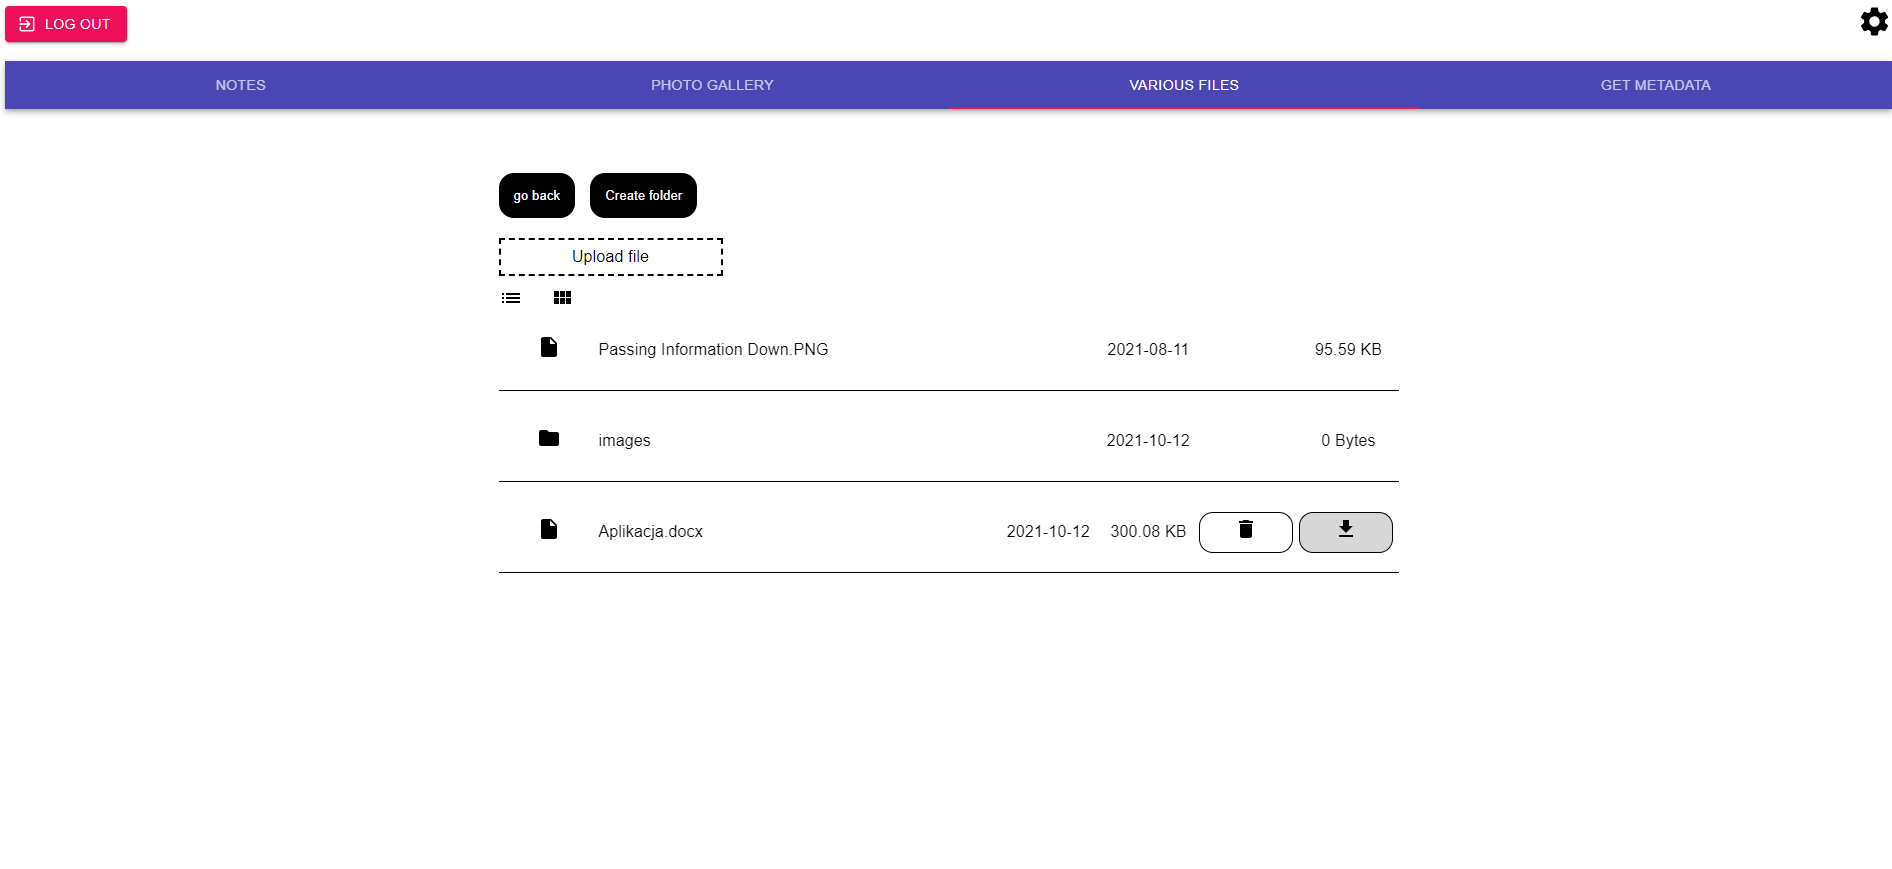 LOG OUT
NOTES PHOTO GALLERY VARIOUS FILES GET METADATA
go back Create folder
Upload file
Passing Information Down.PNG 2021-08-11 95.59 KB
images 2021-10-12 0 Bytes
Aplikacja.docx 2021-10-12 300.08 KB